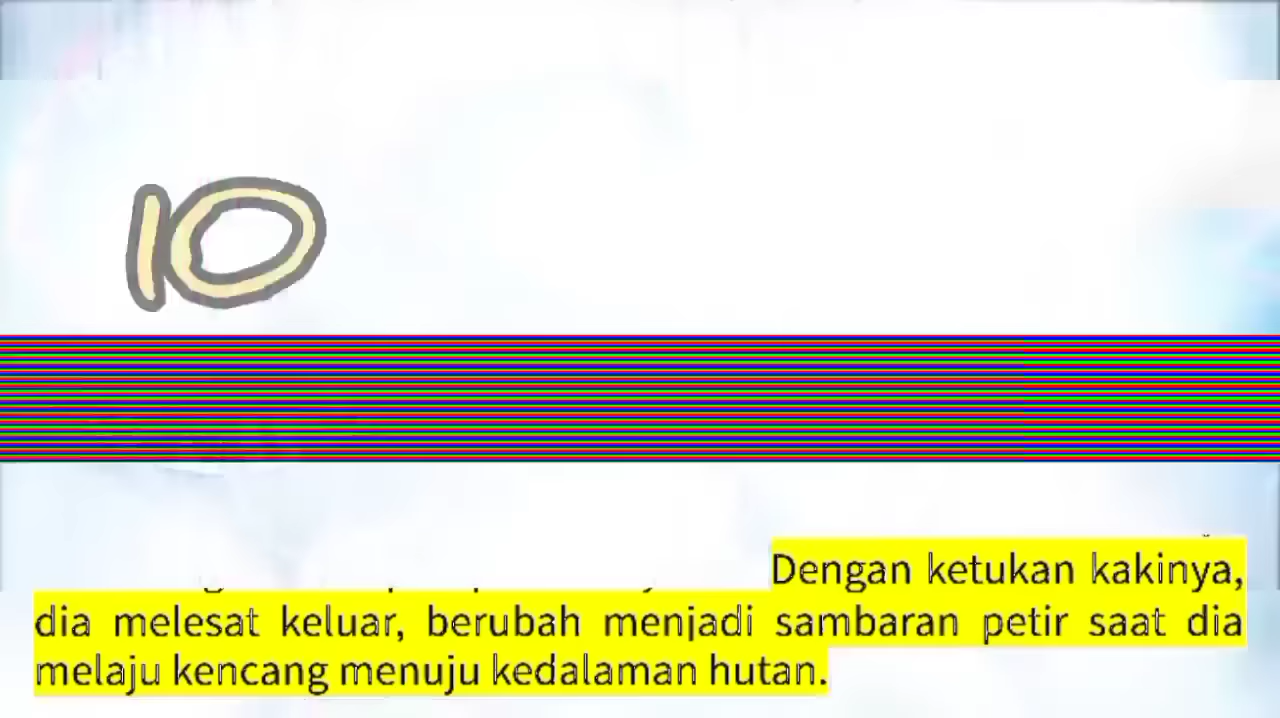 10
Dengan ketukan kakinya,
dia melesat keluar, berubah menjadi sambaran petir saat dia
melaju kencang menuju kedalaman hutan.